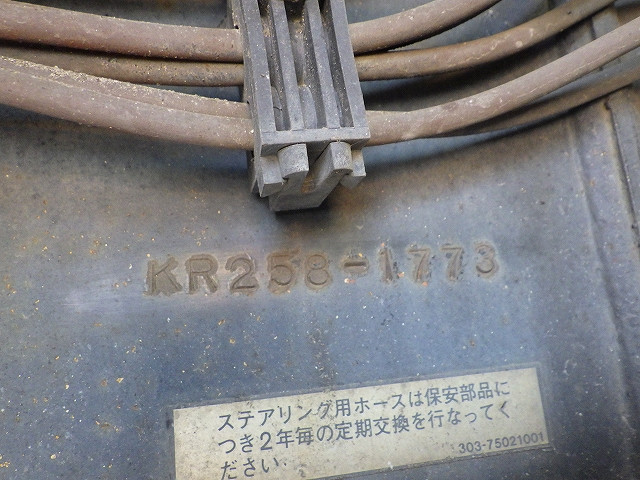 KR258-1773
ステアリング用ホースは保安部品に
つき2年毎の定期交換を行なってく
ださい.
303-75021001